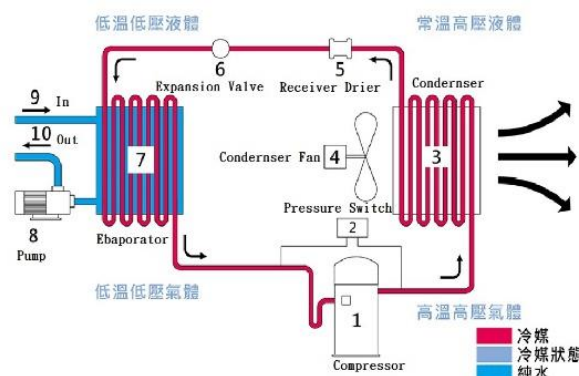 低溫低壓液體
常溫高壓液體
6
5
Expansion Valve
Receiver Drier
Condernser
9 In
10 Out
7
Condernser Fan 4
3
Pressure Switch
2
8
Pump
Ebaporator
低溫低壓氣體
高溫高壓氣體
1
Compressor
冷媒
冷媒狀態
純水